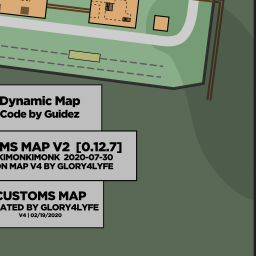 Dynamic Map
Code by Guidez
MS MAP V2 [0.12.7]
KIMONKIMONK 2020-07-30
ON MAP V4 BY GLORY4LYFE
CUSTOMS MAP
ATED BY GLORY4LYFE
V4 | 02/19/2020